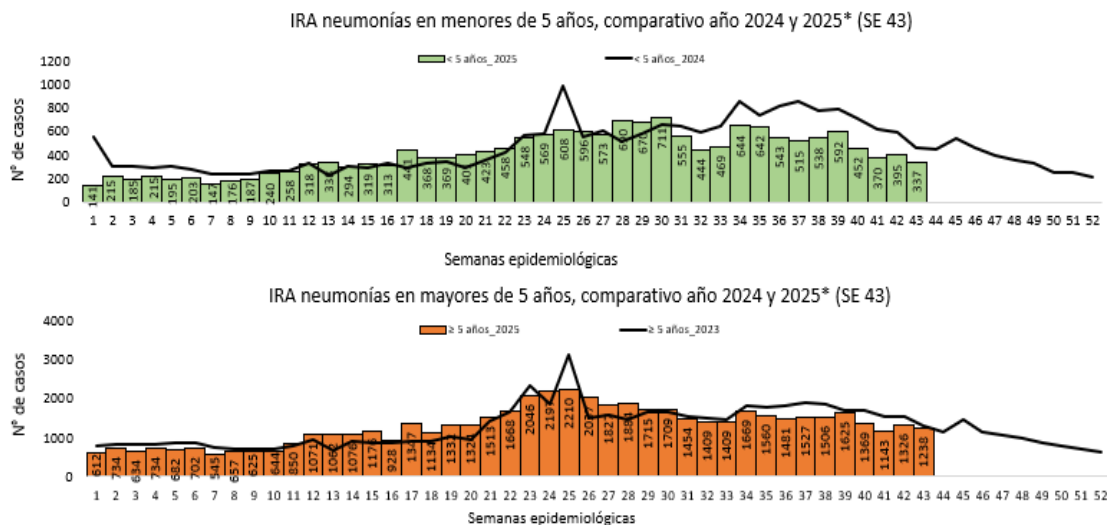 IRA neumonías en menores de 5 años, comparativo año 2024 y 2025* (SE 43)
< 5 años_2025 < 5 años_2024
N° de casos
1200
1000
800
600
400
200
0
141 215 185 215 195 203 147 176 187 240 258 318 294 319 313 441 368 369 423 458 548 569 608 596 573 690 670 711 555 444 469 644 642 543 515 538 592 452 370 395 337
1 2 3 4 5 6 7 8 9 10 11 12 13 14 15 16 17 18 19 20 21 22 23 24 25 26 27 28 29 30 31 32 33 34 35 36 37 38 39 40 41 42 43 44 45 46 47 48 49 50 51 52
Semanas epidemiológicas
IRA neumonías en mayores de 5 años, comparativo año 2024 y 2025* (SE 43)
≥ 5 años_2025 ≥ 5 años_2023
N° de casos
4000
3000
2000
1000
0
612 734 634 734 682 702 545 657 625 644 850 1071 1076 1176 928 1347 1134 1333 1513 1668 2046 2197 2210 1827 1884 1715 1709 1454 1409 1409 1669 1560 1481 1527 1506 1625 1369 1143 1326 1238
1 2 3 4 5 6 7 8 9 10 11 12 13 14 15 16 17 18 19 20 21 22 23 24 25 26 27 28 29 30 31 32 33 34 35 36 37 38 39 40 41 42 43 44 45 46 47 48 49 50 51 52
Semanas epidemiológicas